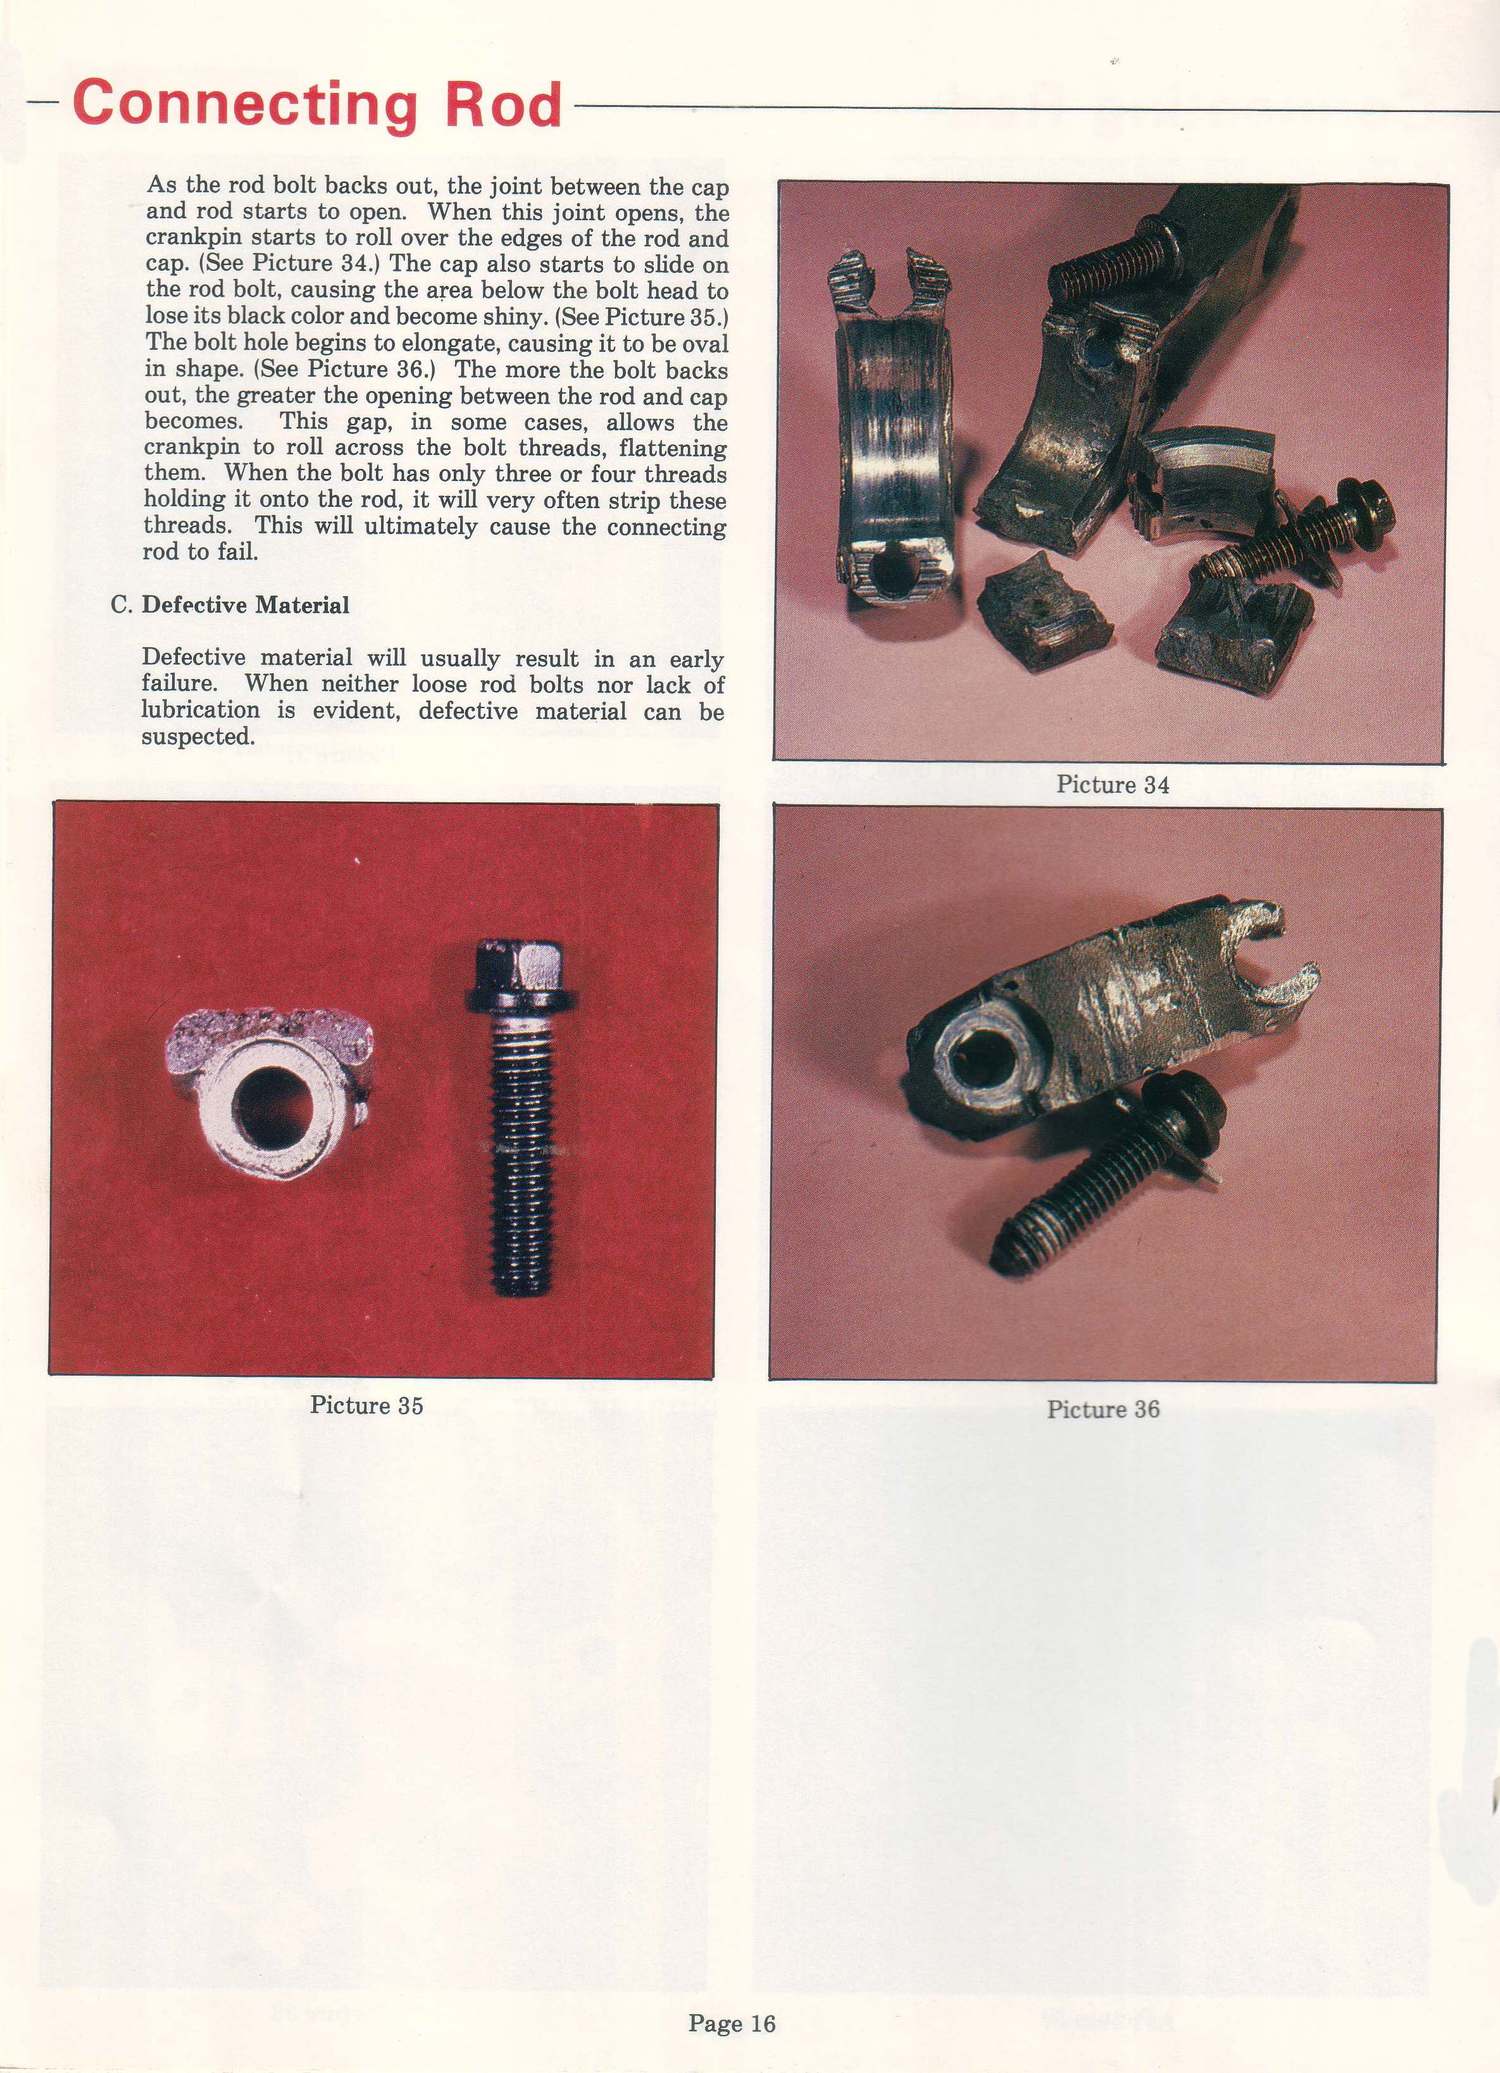 Connecting Rod
As the rod bolt backs out, the joint between the cap
and rod starts to open. When this joint opens, the
crankpin starts to roll over the edges of the rod and
cap. (See Picture 34.) The cap also starts to slide on
the rod bolt, causing the area below the bolt head to
lose its black color and become shiny. (See Picture 35.)
The bolt hole begins to elongate, causing it to be oval
in shape. (See Picture 36.) The more the bolt backs
out, the greater the opening between the rod and cap
becomes. This gap, in some cases, allows the
crankpin to roll across the bolt threads, flattening
them. When the bolt has only three or four threads
holding it onto the rod, it will very often strip these
threads. This will ultimately cause the connecting
rod to fail.
C. Defective Material
Defective material will usually result in an early
failure. When neither loose rod bolts nor lack of
lubrication is evident, defective material can be
suspected.
Picture 34
Picture 35
Picture 36
Page 16